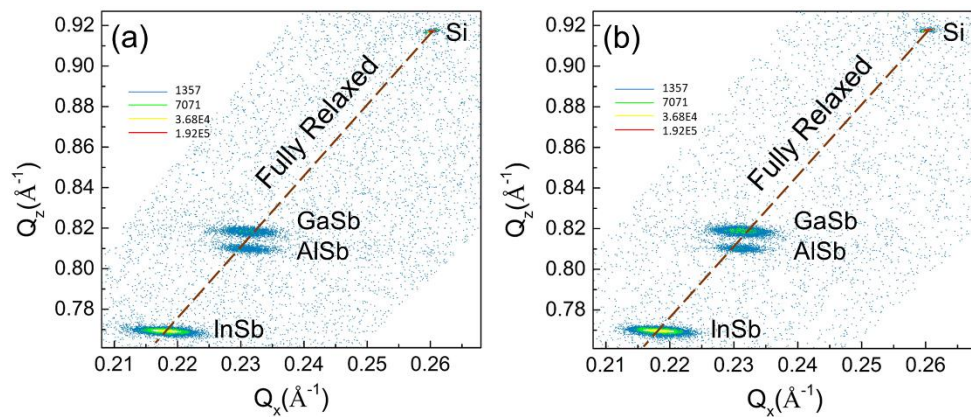 (a)
Si
Fully Relaxed
1357
7071
3.68E4
1.92E5
GaSb
AlSb
InSb
0.92
0.90
0.88
0.86
0.84
0.82
0.80
0.78
Q_z(Å⁻¹)
0.21 0.22 0.23 0.24 0.25 0.26
Q_x(Å⁻¹)
(b)
Si
Fully Relaxed
1357
7071
3.68E4
1.92E5
GaSb
AlSb
InSb
0.92
0.90
0.88
0.86
0.84
0.82
0.80
0.78
Q_z(Å⁻¹)
0.21 0.22 0.23 0.24 0.25 0.26
Q_x(Å⁻¹)